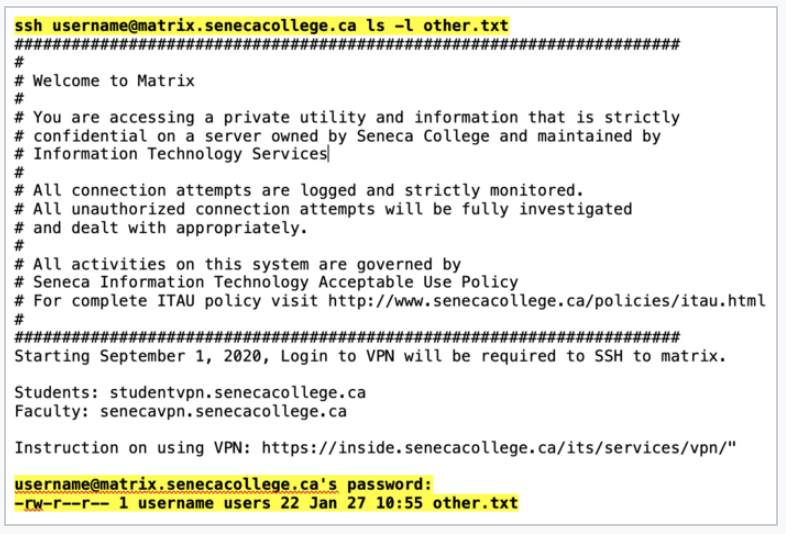 ssh username@matrix.senecacollege.ca ls -l other.txt
######################################################################
#
# Welcome to Matrix
#
# You are accessing a private utility and information that is strictly
# confidential on a server owned by Seneca College and maintained by
# Information Technology Services
#
# All connection attempts are logged and strictly monitored.
# All unauthorized connection attempts will be fully investigated
# and dealt with appropriately.
#
# All activities on this system are governed by
# Seneca Information Technology Acceptable Use Policy
# For complete ITAU policy visit http://www.senecacollege.ca/policies/itau.html
#
######################################################################
Starting September 1, 2020, Login to VPN will be required to SSH to matrix.
Students: studentvpn.senecacollege.ca
Faculty: senecavpn.senecacollege.ca
Instruction on using VPN: https://inside.senecacollege.ca/its/services/vpn/"
username@matrix.senecacollege.ca's password:
-rw-r--r-- 1 username users 22 Jan 27 10:55 other.txt